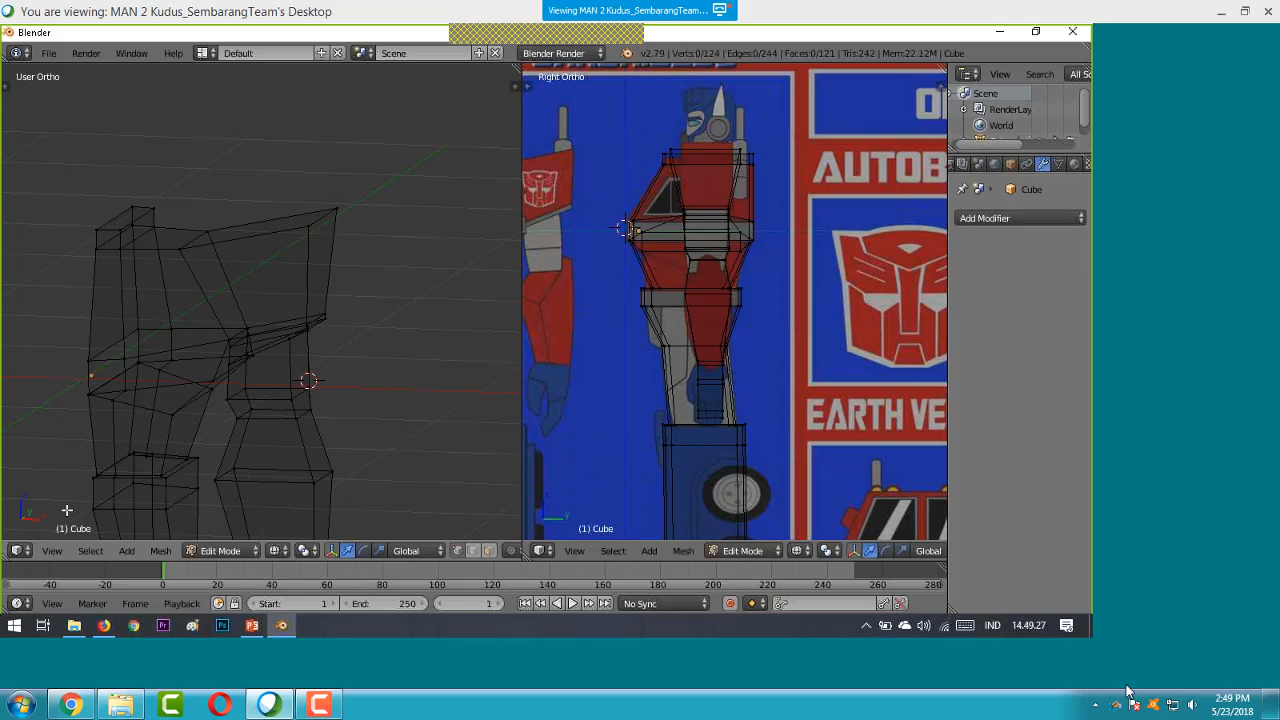 You are viewing: MAN 2 Kudus_SembarangTeam's Desktop
Viewing MAN 2 Kudus_SembarangTeam...
Blender
File Render Window Help Default Scene Blender Render v2.79 | Verts:0/124 | Edges:0/244 | Faces:0/121 | Tris:242 | Mem:22.12M | Cube
View Search All Sc
User Ortho
Right Ortho
Scene
RenderLay
World
Cube
Add Modifier
AUTOB
EARTH VE
(1) Cube
(1) Cube
View Select Add Mesh Edit Mode Global
View Select Add Mesh Edit Mode Global
-40 -20 0 20 40 60 80 100 120 140 160 180 200 220 240 260 280
View Marker Frame Playback Start: 1 End: 250 1 No Sync
IND 14.49.27
2:49 PM
5/23/2018